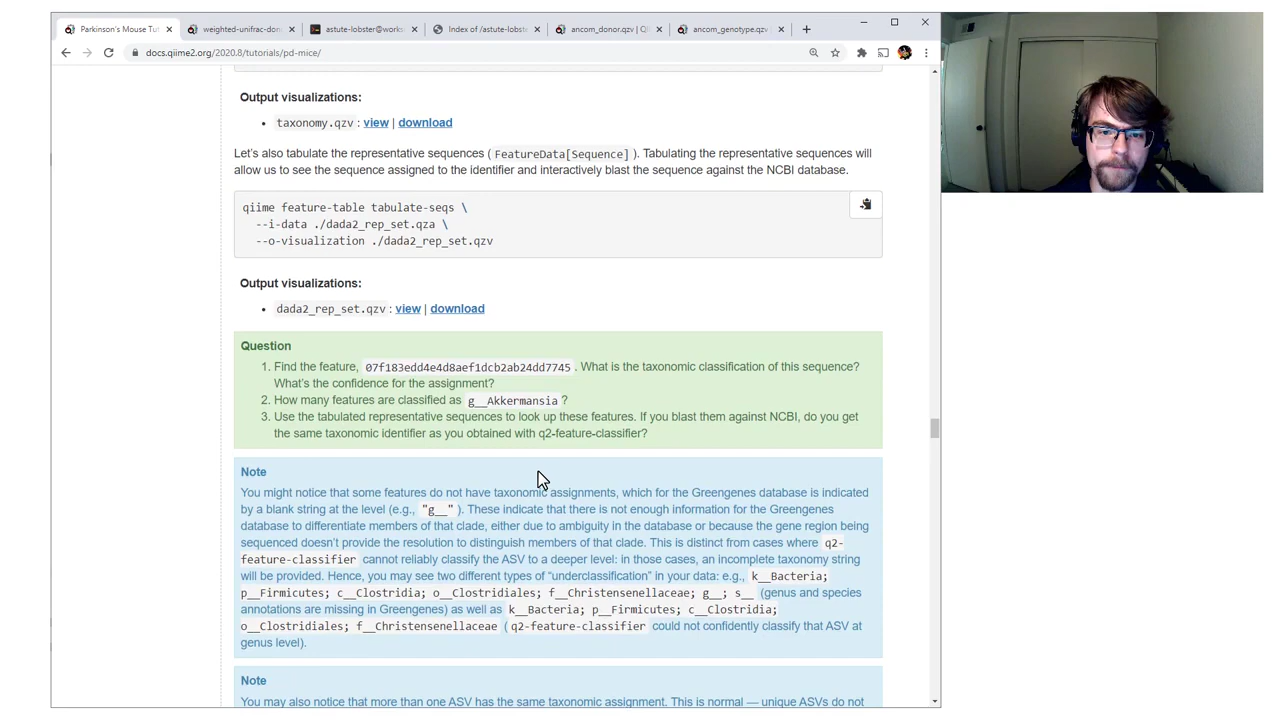 Parkinson's Mouse Tut
weighted-unifrac-don
astute-lobster@works
Index of /astute-lobste
ancom_donor.qzv | QI
ancom_genotype.qzv
docs.qiime2.org/2020.8/tutorials/pd-mice/
Output visualizations:
• taxonomy.qzv : view | download
Let's also tabulate the representative sequences ( FeatureData[Sequence] ). Tabulating the representative sequences will
allow us to see the sequence assigned to the identifier and interactively blast the sequence against the NCBI database.
qiime feature-table tabulate-seqs \
--i-data ./dada2_rep_set.qza \
--o-visualization ./dada2_rep_set.qzv
Output visualizations:
• dada2_rep_set.qzv : view | download
Question
1. Find the feature, 07f183edd4e4d8aef1dcb2ab24dd7745 . What is the taxonomic classification of this sequence?
What's the confidence for the assignment?
2. How many features are classified as g__Akkermansia ?
3. Use the tabulated representative sequences to look up these features. If you blast them against NCBI, do you get
the same taxonomic identifier as you obtained with q2-feature-classifier?
Note
You might notice that some features do not have taxonomic assignments, which for the Greengenes database is indicated
by a blank string at the level (e.g., "g__" ). These indicate that there is not enough information for the Greengenes
database to differentiate members of that clade, either due to ambiguity in the database or because the gene region being
sequenced doesn't provide the resolution to distinguish members of that clade. This is distinct from cases where q2-
feature-classifier cannot reliably classify the ASV to a deeper level: in those cases, an incomplete taxonomy string
will be provided. Hence, you may see two different types of "underclassification" in your data: e.g., k__Bacteria;
p__Firmicutes; c__Clostridia; o__Clostridiales; f__Christensenellaceae; g__; s__ (genus and species
annotations are missing in Greengenes) as well as k__Bacteria; p__Firmicutes; c__Clostridia;
o__Clostridiales; f__Christensenellaceae ( q2-feature-classifier could not confidently classify that ASV at
genus level).
Note
You may also notice that more than one ASV has the same taxonomic assignment. This is normal — unique ASVs do not